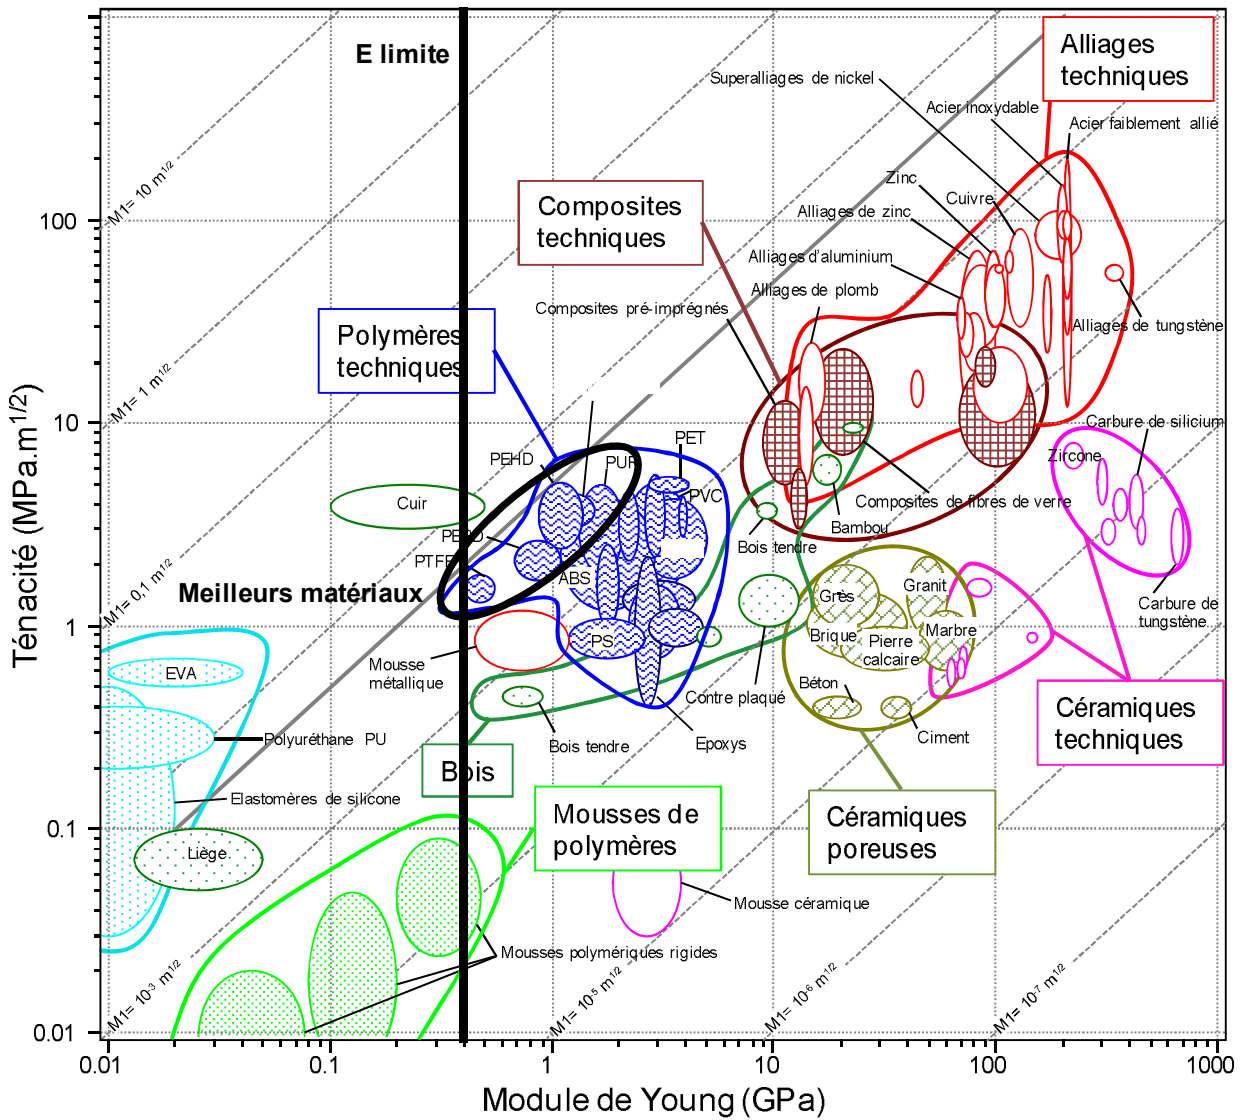 E limite
Alliages
techniques
Superalliages de nickel
Acier inoxydable
Acier faiblement allié
M1= 10 m1/2
Zinc
Cuivre
Alliages de zinc
Composites
techniques
100
Alliages d'aluminium
Alliages de plomb
Composites pré-imprégnés
Alliages de tungstène
Polymères
techniques
M1= 1 m1/2
10
Carbure de silicium
PET
PEHD
PUR
Zircone
Cuir
PVC
Composites de fibres de verre
Bambou
Bois tendre
M1= 0,1 m1/2
PTFE
ABS
Meilleurs matériaux
Grès
Granit
Carbure de
tungstène
1
Brique
Marbre
PS
Pierre
calcaire
Mousse
métallique
EVA
Béton
Contre plaqué
Céramiques
techniques
Polyuréthane PU
Bois tendre
Epoxys
Ciment
Bois
Elastomères de silicone
Mousses de
polymères
Céramiques
poreuses
0.1
Liège
Mousse céramique
Mousses polymériques rigides
M1= 10-3 m1/2
M1= 10-5 m1/2
M1= 10-6 m1/2
M1= 10-7 m1/2
0.01
0.01
0.1
1
10
100
1000
Module de Young (GPa)
Ténacité (MPa.m1/2)